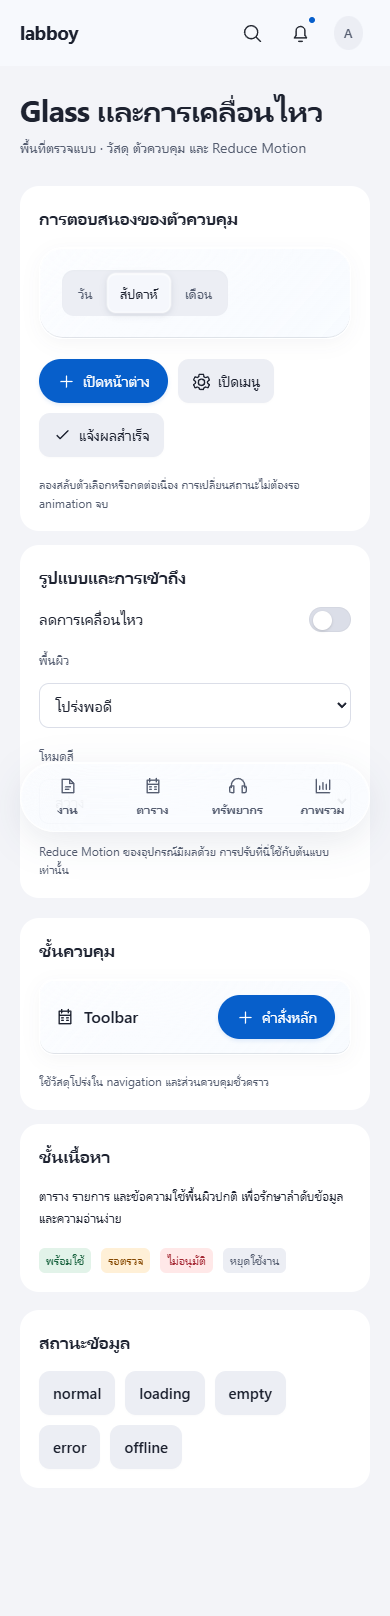 labboy
A
Glass และการเคลื่อนไหว
พื้นที่ตรวจแบบ · วัสดุ ตัวควบคุม และ Reduce Motion
การตอบสนองของตัวควบคุม
วัน
สัปดาห์
เดือน
เปิดหน้าต่าง
เปิดเมนู
แจ้งผลสำเร็จ
ลองสลับตัวเลือกหรือกดต่อเนื่อง การเปลี่ยนสถานะไม่ต้องรอ
animation จบ
รูปแบบและการเข้าถึง
ลดการเคลื่อนไหว
พื้นผิว
โปร่งพอดี
โหมดสี
งาน
ตาราง
ทรัพยากร
ภาพรวม
Reduce Motion ของอุปกรณ์มีผลด้วย การปรับที่นี่ใช้กับต้นแบบ
เท่านั้น
ชั้นควบคุม
Toolbar
คำสั่งหลัก
ใช้วัสดุโปร่งใน navigation และส่วนควบคุมชั่วคราว
ชั้นเนื้อหา
ตาราง รายการ และข้อความใช้พื้นผิวปกติ เพื่อรักษาลำดับข้อมูล
และความอ่านง่าย
พร้อมใช้
รอตรวจ
ไม่อนุมัติ
หยุดใช้งาน
สถานะข้อมูล
normal
loading
empty
error
offline